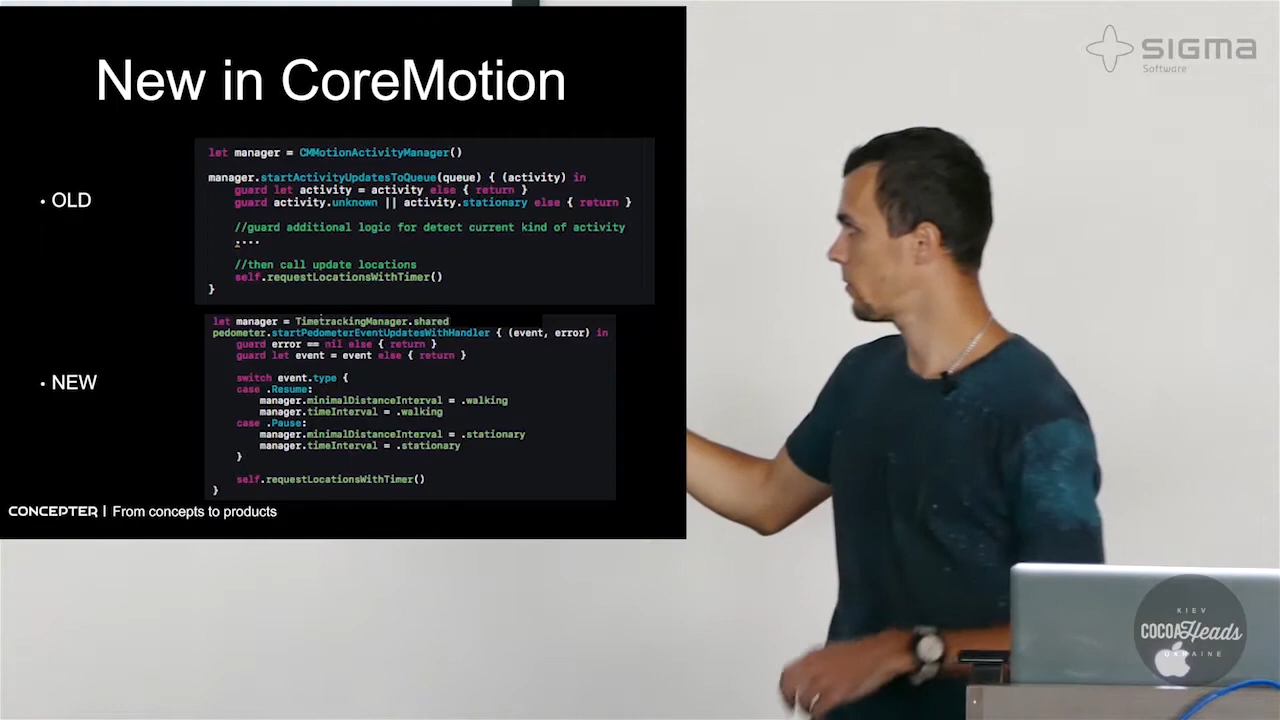 New in CoreMotion
• OLD
let manager = CMMotionActivityManager()
manager.startActivityUpdatesToQueue(queue) { (activity) in
guard let activity = activity else { return }
guard activity.unknown || activity.stationary else { return }
//guard additional logic for detect current kind of activity
....
//then call update locations
self.requestLocationsWithTimer()
}
• NEW
let manager = TimetrackingManager.shared
pedometer.startPedometerEventUpdatesWithHandler { (event, error) in
guard error == nil else { return }
guard let event = event else { return }
switch event.type {
case .Resume:
manager.minimalDistanceInterval = .walking
manager.timeInterval = .walking
case .Pause:
manager.minimalDistanceInterval = .stationary
manager.timeInterval = .stationary
}
self.requestLocationsWithTimer()
}
CONCEPTER | From concepts to products
SIGMA
Software
KIEV
COCOAHeads
UKRAINE